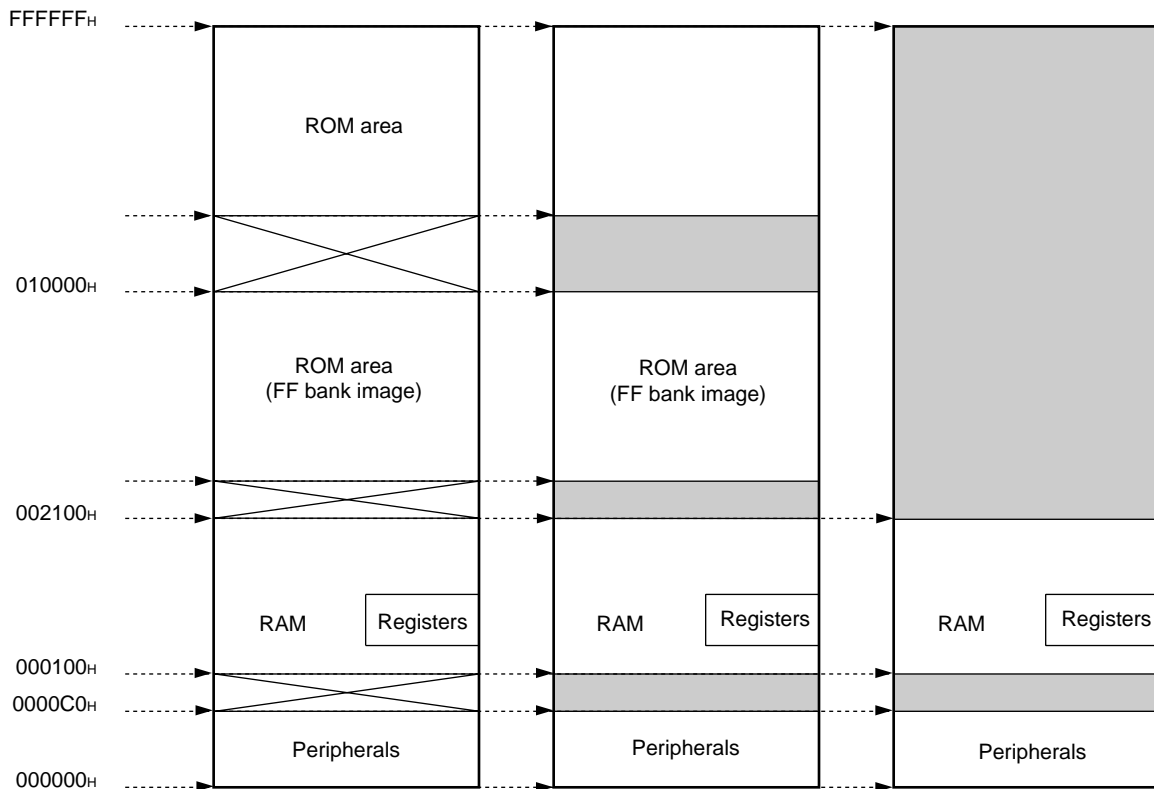 FFFFFFH
ROM area
010000H
ROM area
(FF bank image)
ROM area
(FF bank image)
002100H
RAM
Registers
RAM
Registers
RAM
Registers
000100H
0000C0H
Peripherals
Peripherals
Peripherals
000000H